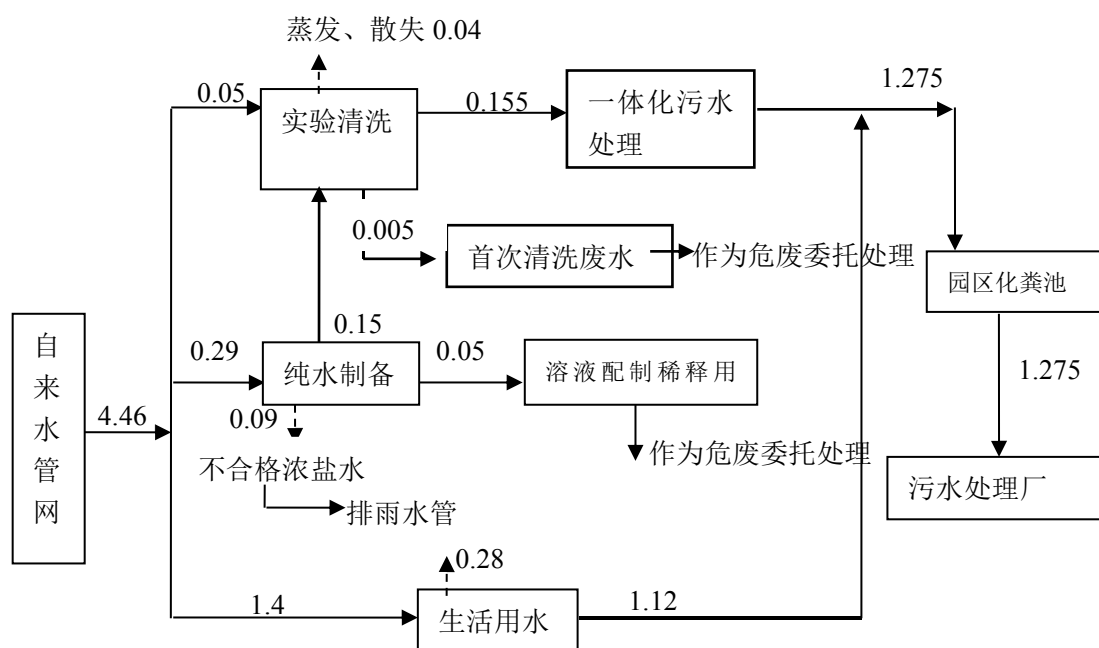 蒸发、散失 0.04
0.05
实验清洗
0.155
一体化污水
处理
1.275
0.005
首次清洗废水
作为危废委托处理
园区化粪池
自来水管网
4.46
0.29
0.15
纯水制备
0.05
溶液配制稀释用
1.275
0.09
不合格浓盐水
排雨水管
作为危废委托处理
污水处理厂
0.28
1.4
生活用水
1.12